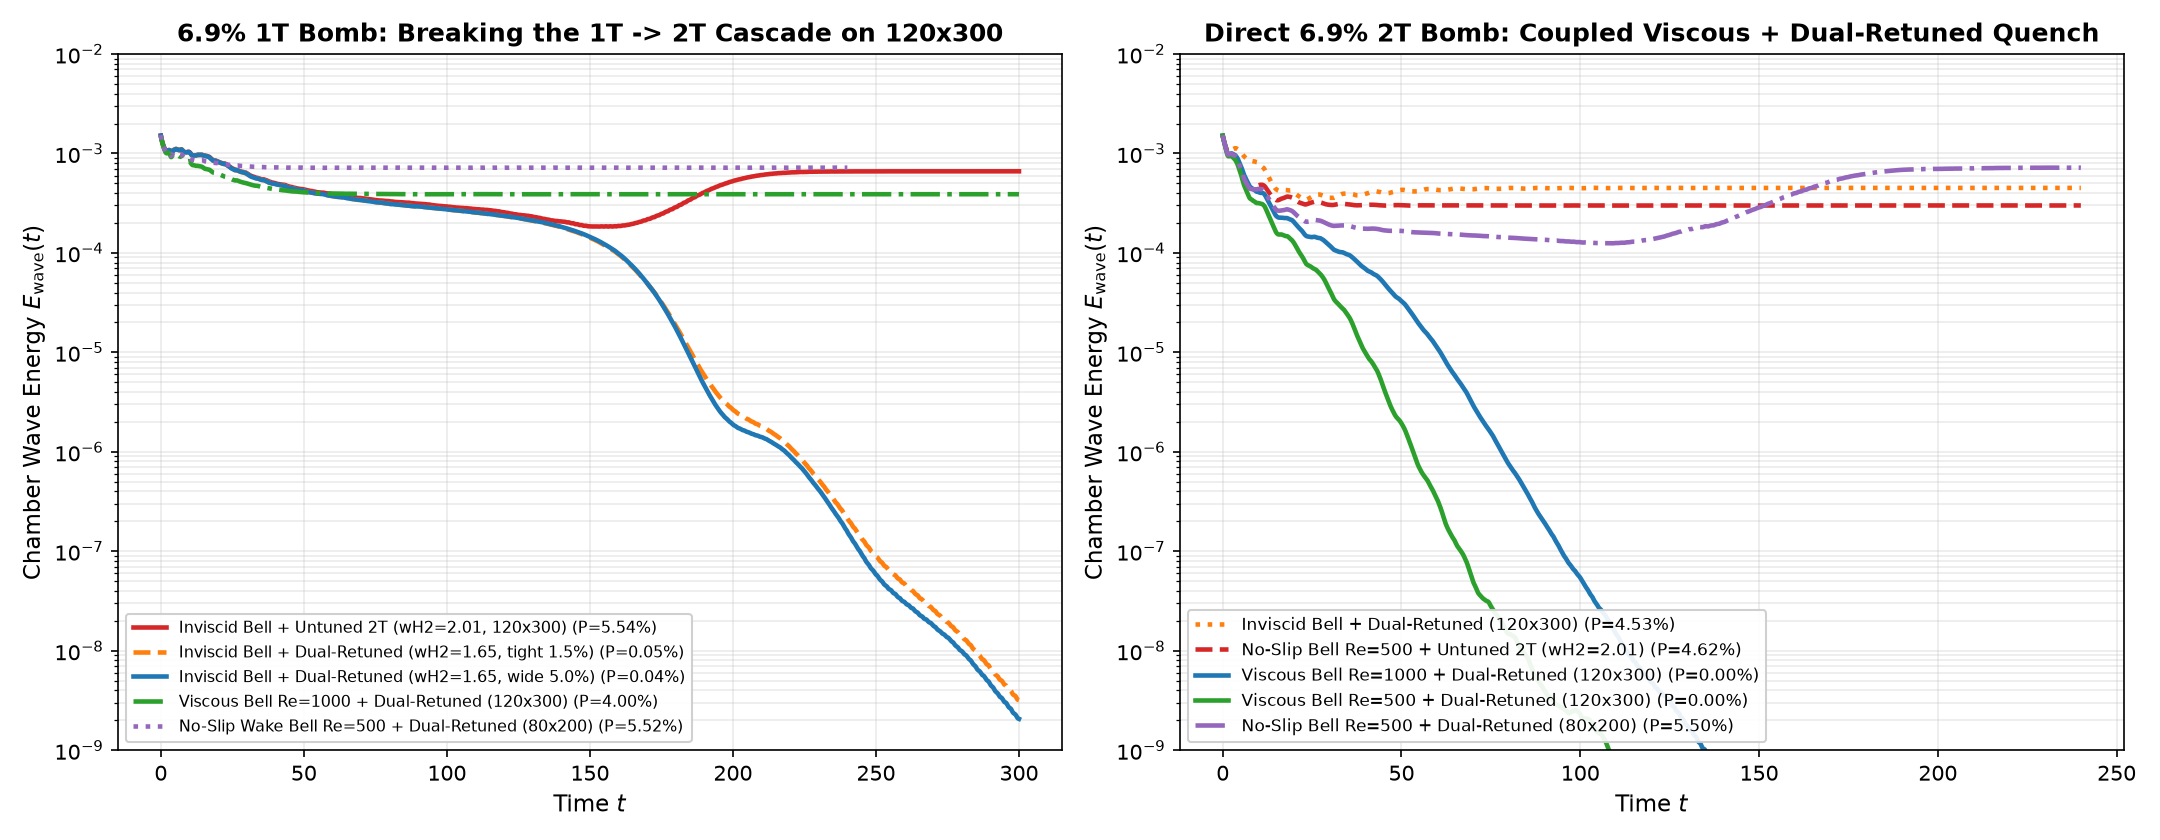 6.9% 1T Bomb: Breaking the 1T -> 2T Cascade on 120x300
Chamber Wave Energy E_wave(t)
10^-2
10^-3
10^-4
10^-5
10^-6
10^-7
10^-8
10^-9
Inviscid Bell + Untuned 2T (wH2=2.01, 120x300) (P=5.54%)
Inviscid Bell + Dual-Retuned (wH2=1.65, tight 1.5%) (P=0.05%)
Inviscid Bell + Dual-Retuned (wH2=1.65, wide 5.0%) (P=0.04%)
Viscous Bell Re=1000 + Dual-Retuned (120x300) (P=4.00%)
No-Slip Wake Bell Re=500 + Dual-Retuned (80x200) (P=5.52%)
0 50 100 150 200 250 300
Time t
Direct 6.9% 2T Bomb: Coupled Viscous + Dual-Retuned Quench
Chamber Wave Energy E_wave(t)
10^-2
10^-3
10^-4
10^-5
10^-6
10^-7
10^-8
10^-9
Inviscid Bell + Dual-Retuned (120x300) (P=4.53%)
No-Slip Bell Re=500 + Untuned 2T (wH2=2.01) (P=4.62%)
Viscous Bell Re=1000 + Dual-Retuned (120x300) (P=0.00%)
Viscous Bell Re=500 + Dual-Retuned (120x300) (P=0.00%)
No-Slip Bell Re=500 + Dual-Retuned (80x200) (P=5.50%)
0 50 100 150 200 250
Time t